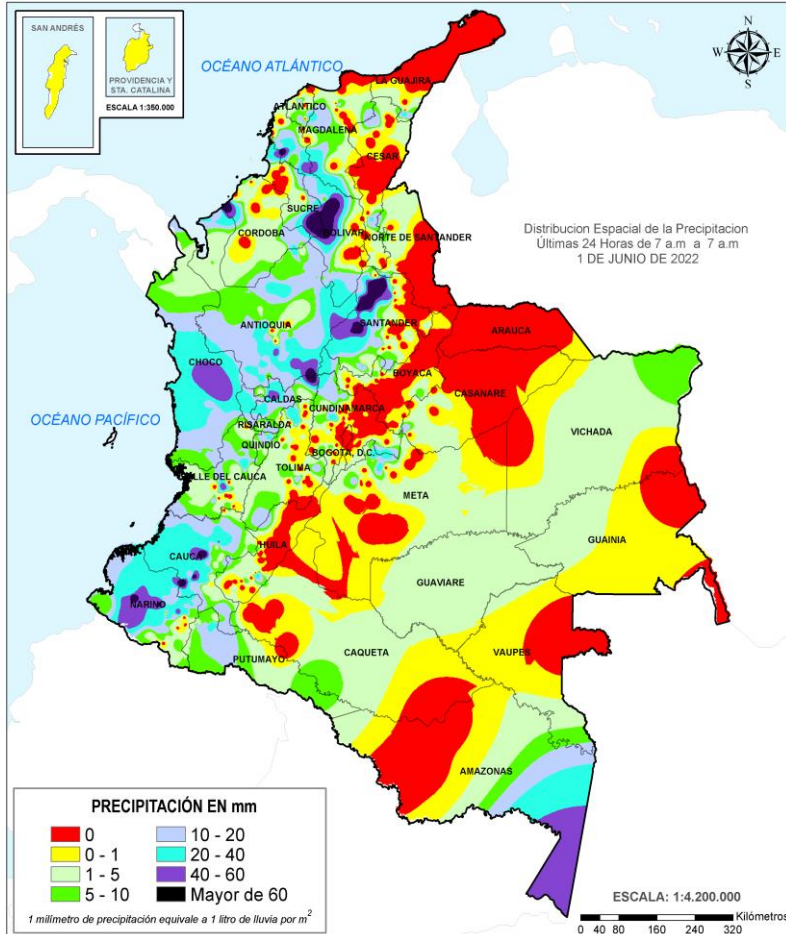 SAN ANDRÉS
PROVIDENCIA Y
STA. CATALINA
ESCALA 1:350.000
OCÉANO ATLÁNTICO
N
W
E
S
LA GUAJIRA
ATLANTICO
MAGDALENA
CESAR
SUCRE
BOLIVAR
CORDOBA
NORTE DE SANTANDER
Distribucion Espacial de la Precipitacion
Últimas 24 Horas de 7 a.m a 7 a.m
1 DE JUNIO DE 2022
ANTIOQUIA
SANTANDER
ARAUCA
CHOCO
BOYACA
CASANARE
OCÉANO PACÍFICO
CALDAS
CUNDINAMARCA
VICHADA
RISARALDA
QUINDIO
BOGOTA, D.C.
TOLIMA
VALLE DEL CAUCA
META
CAUCA
HUILA
GUAINIA
GUAVIARE
NARIÑO
PUTUMAYO
CAQUETA
VAUPES
AMAZONAS
PRECIPITACIÓN EN mm
0
10 - 20
0 - 1
20 - 40
1 - 5
40 - 60
5 - 10
Mayor de 60
1 milímetro de precipitación equivale a 1 litro de lluvia por m2
ESCALA: 1:4.200.000
Kilómetros
0 40 80 160 240 320